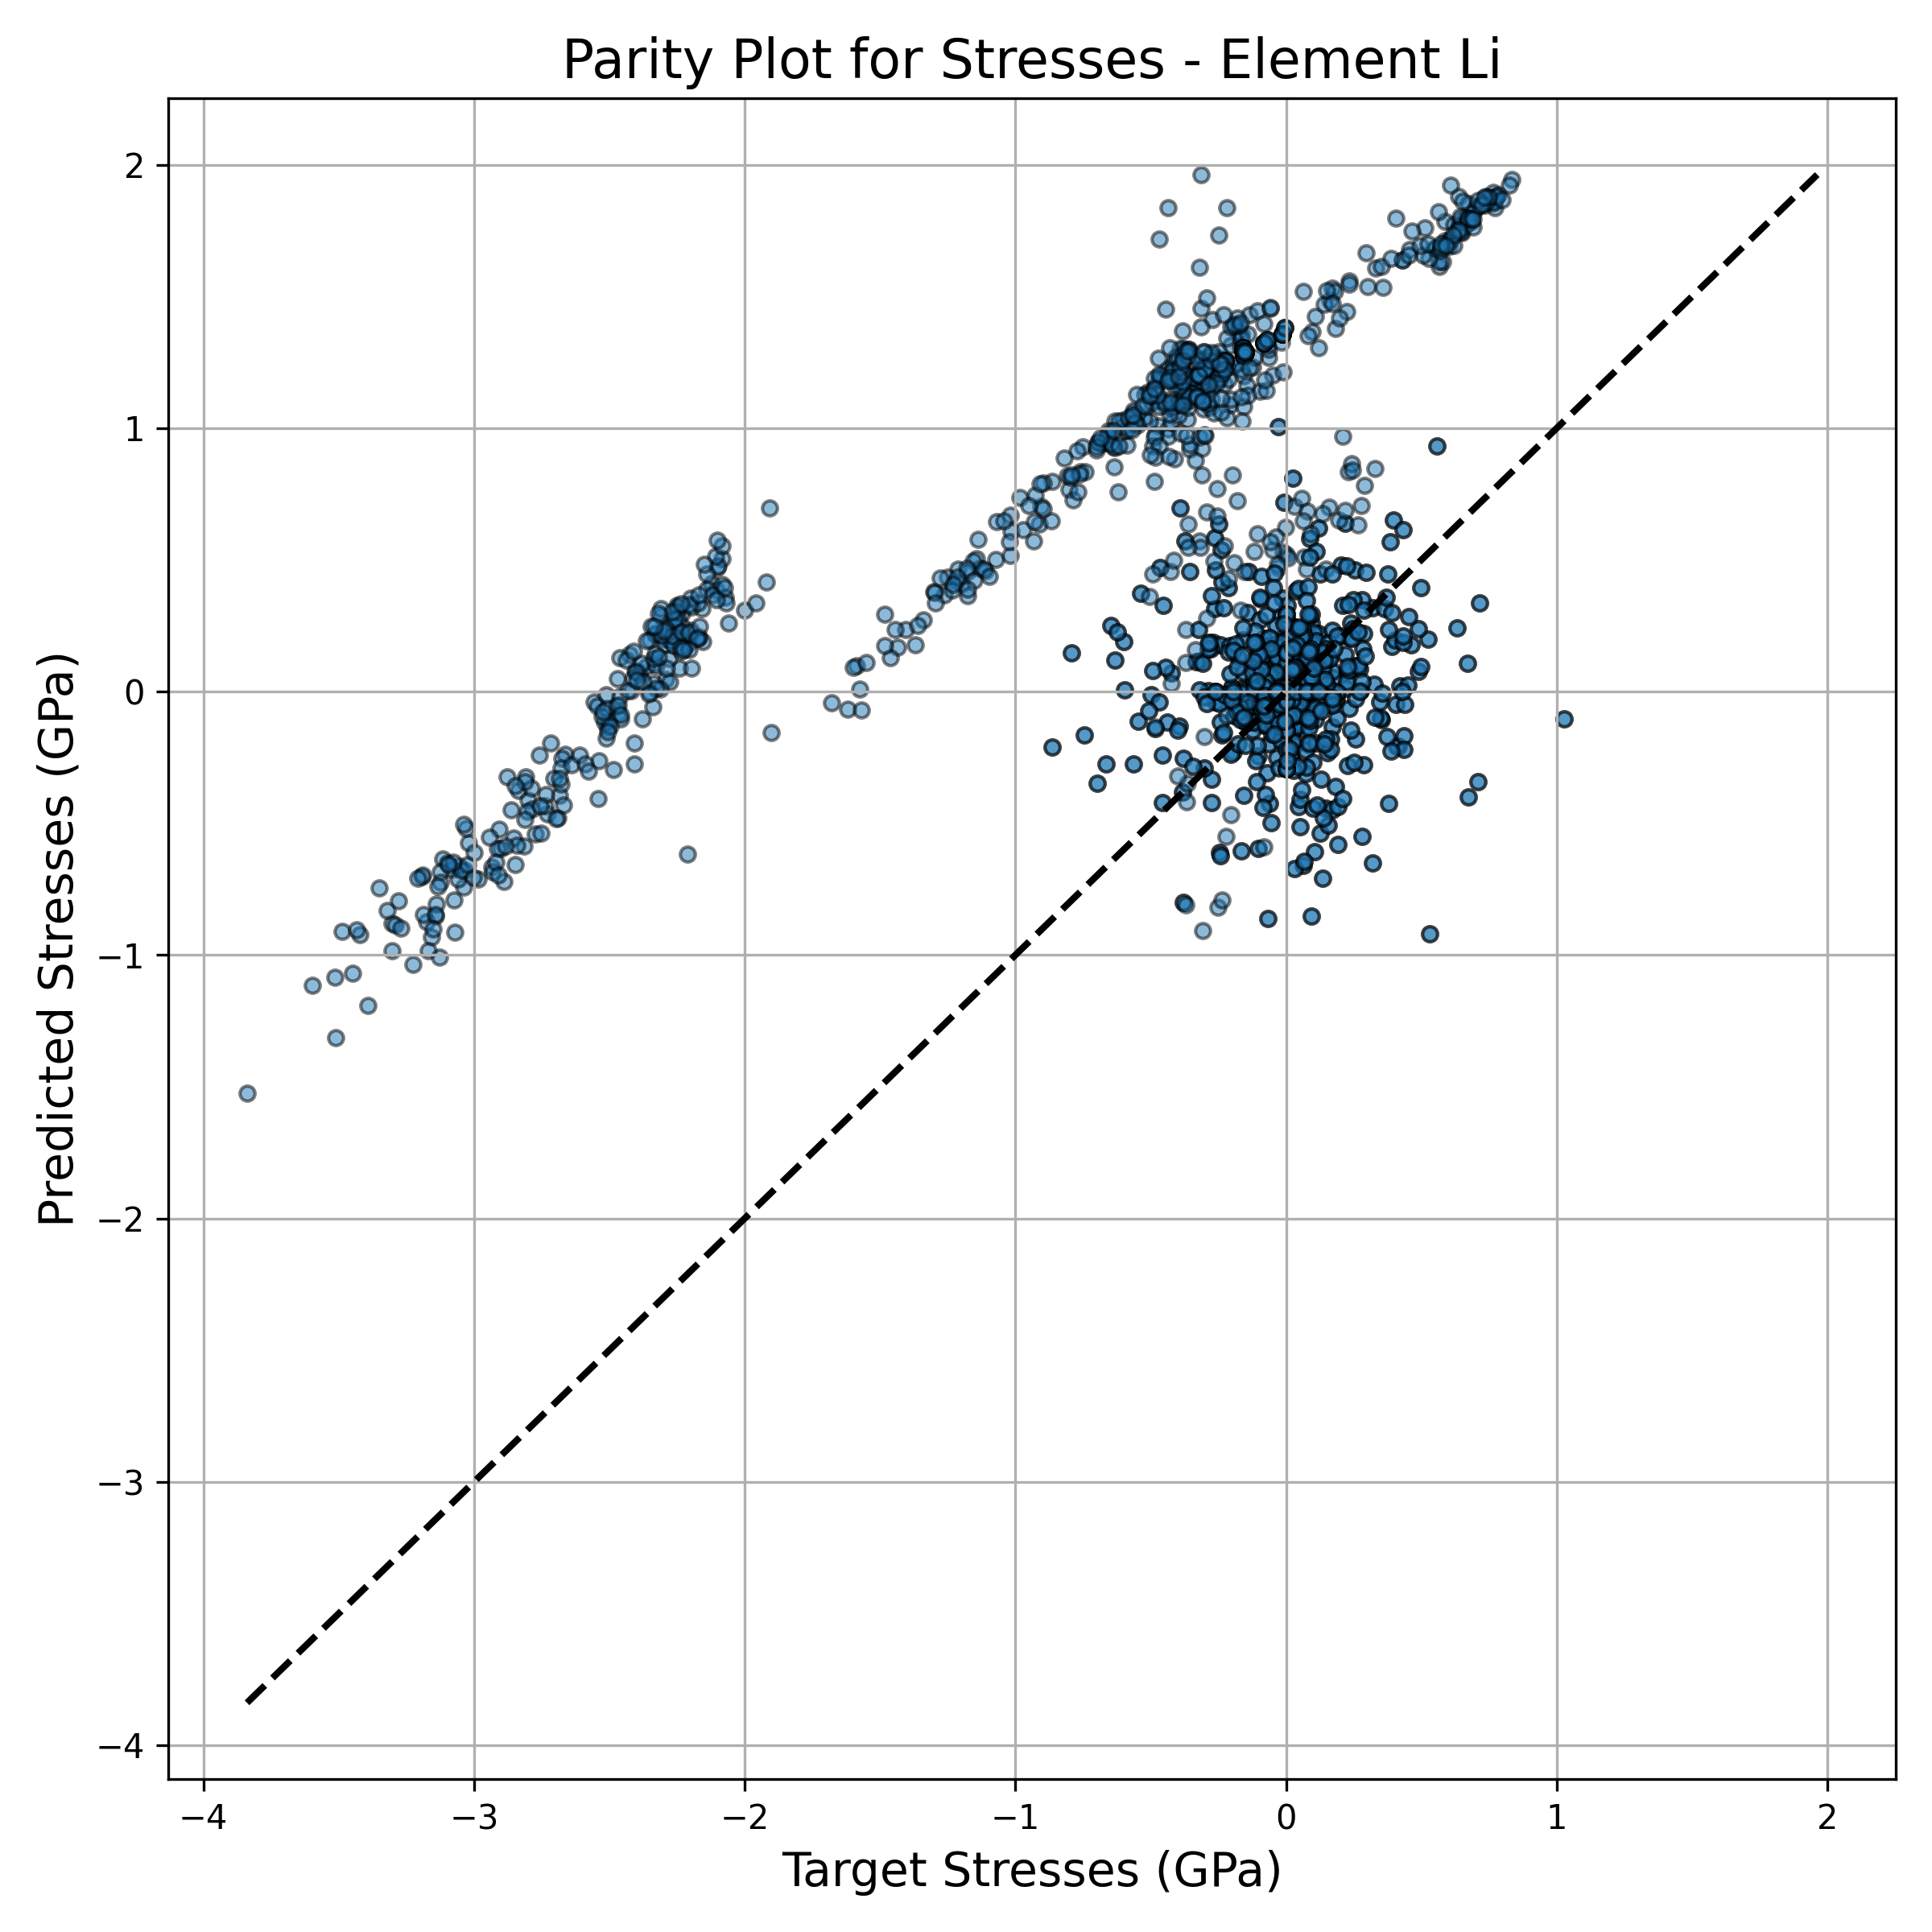 Parity Plot for Stresses - Element Li
Predicted Stresses (GPa)
2
1
0
−1
−2
−3
−4
−4 −3 −2 −1 0 1 2
Target Stresses (GPa)